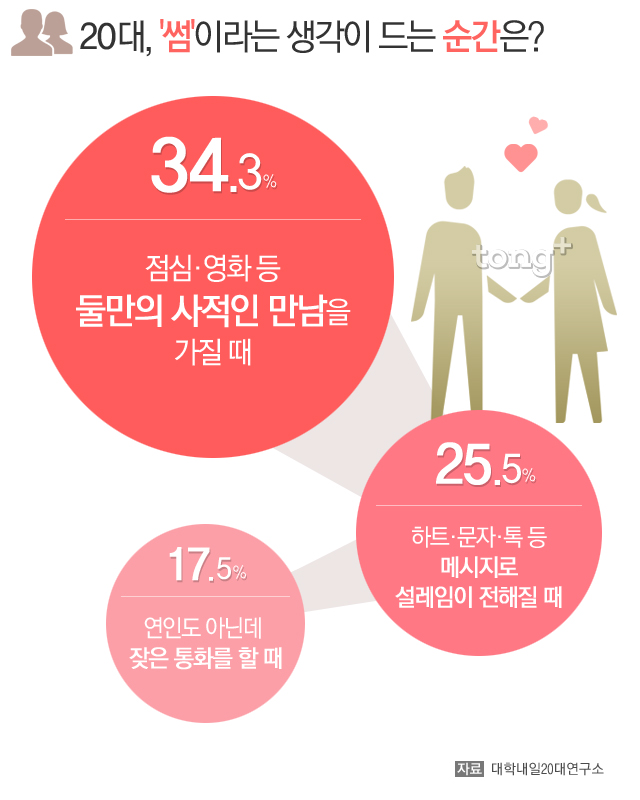 20대, '썸'이라는 생각이 드는 순간은?
34.3%
점심·영화 등
둘만의 사적인 만남을
가질 때
tong+
25.5%
하트·문자·톡 등
메시지로
설레임이 전해질 때
17.5%
연인도 아닌데
잦은 통화를 할 때
자료 대학내일20대연구소